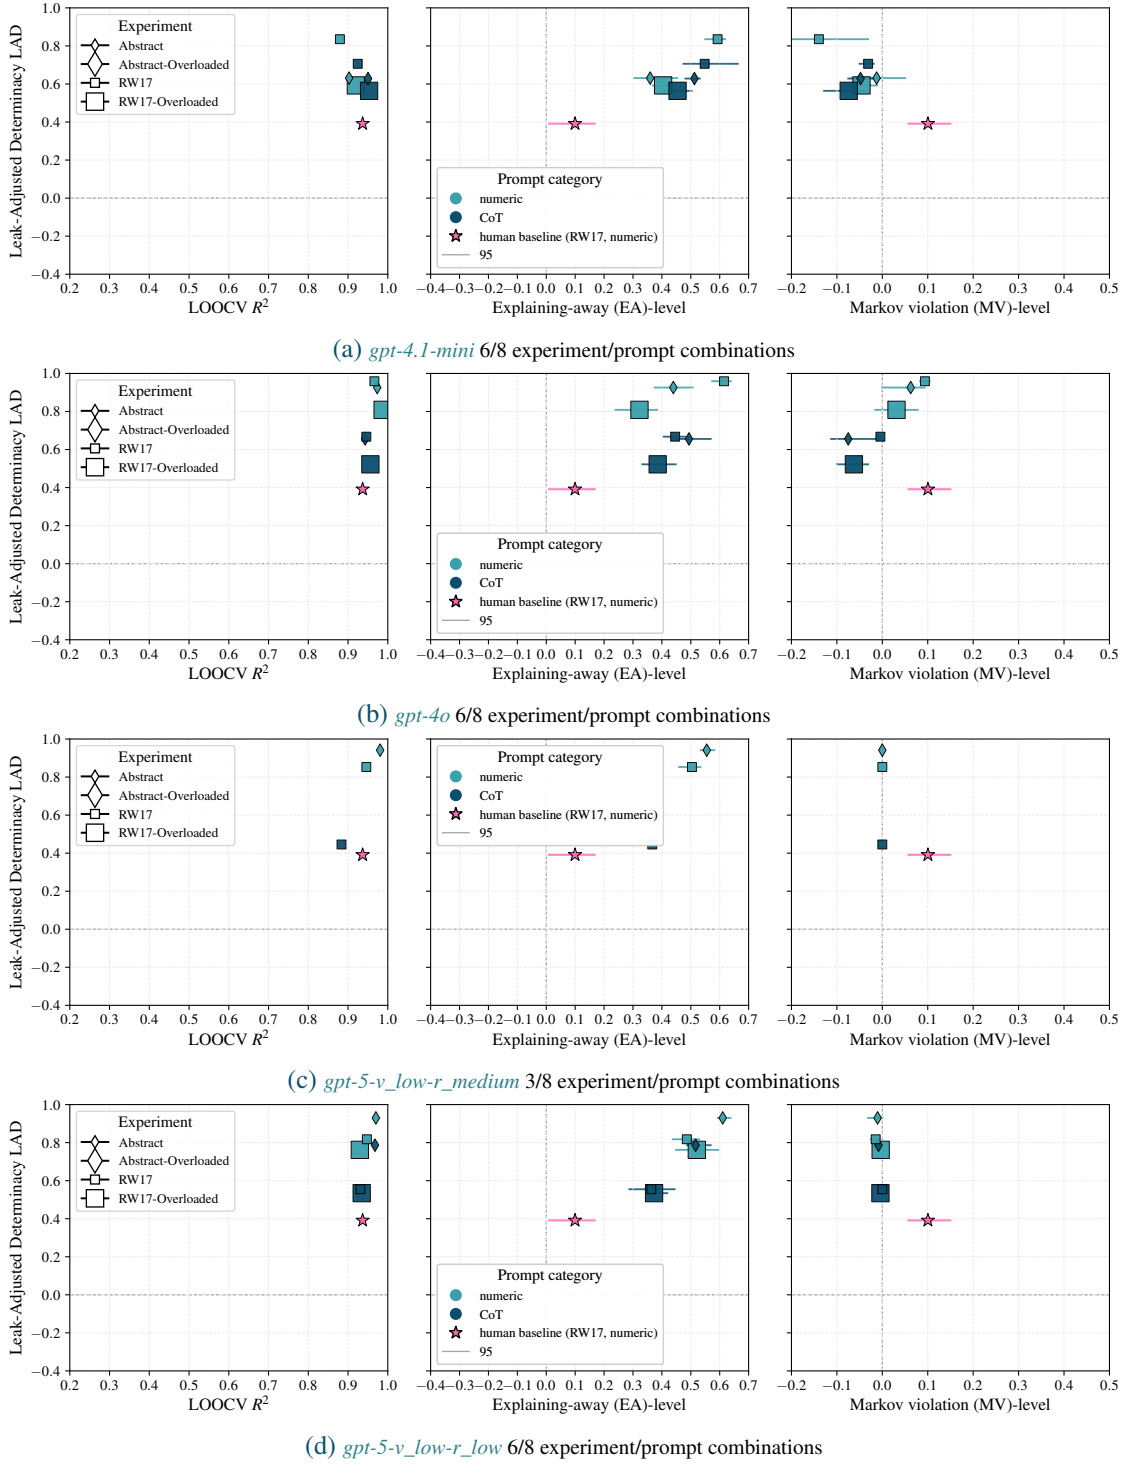 Leak-Adjusted Determinacy LAD
1.0
0.8
0.6
0.4
0.2
0.0
−0.2
−0.4
Experiment
Abstract
Abstract-Overloaded
RW17
RW17-Overloaded
0.2 0.3 0.4 0.5 0.6 0.7 0.8 0.9 1.0
LOOCV R²
Prompt category
numeric
CoT
human baseline (RW17, numeric)
95
−0.4−0.3−0.2−0.1 0.0 0.1 0.2 0.3 0.4 0.5 0.6 0.7
Explaining-away (EA)-level
−0.2 −0.1 0.0 0.1 0.2 0.3 0.4 0.5
Markov violation (MV)-level
(a) gpt-4.1-mini 6/8 experiment/prompt combinations
Leak-Adjusted Determinacy LAD
1.0
0.8
0.6
0.4
0.2
0.0
−0.2
−0.4
Experiment
Abstract
Abstract-Overloaded
RW17
RW17-Overloaded
0.2 0.3 0.4 0.5 0.6 0.7 0.8 0.9 1.0
LOOCV R²
Prompt category
numeric
CoT
human baseline (RW17, numeric)
95
−0.4−0.3−0.2−0.1 0.0 0.1 0.2 0.3 0.4 0.5 0.6 0.7
Explaining-away (EA)-level
−0.2 −0.1 0.0 0.1 0.2 0.3 0.4 0.5
Markov violation (MV)-level
(b) gpt-4o 6/8 experiment/prompt combinations
Leak-Adjusted Determinacy LAD
1.0
0.8
0.6
0.4
0.2
0.0
−0.2
−0.4
Experiment
Abstract
Abstract-Overloaded
RW17
RW17-Overloaded
0.2 0.3 0.4 0.5 0.6 0.7 0.8 0.9 1.0
LOOCV R²
Prompt category
numeric
CoT
human baseline (RW17, numeric)
95
−0.4−0.3−0.2−0.1 0.0 0.1 0.2 0.3 0.4 0.5 0.6 0.7
Explaining-away (EA)-level
−0.2 −0.1 0.0 0.1 0.2 0.3 0.4 0.5
Markov violation (MV)-level
(c) gpt-5-v_low-r_medium 3/8 experiment/prompt combinations
Leak-Adjusted Determinacy LAD
1.0
0.8
0.6
0.4
0.2
0.0
−0.2
−0.4
Experiment
Abstract
Abstract-Overloaded
RW17
RW17-Overloaded
0.2 0.3 0.4 0.5 0.6 0.7 0.8 0.9 1.0
LOOCV R²
Prompt category
numeric
CoT
human baseline (RW17, numeric)
95
−0.4−0.3−0.2−0.1 0.0 0.1 0.2 0.3 0.4 0.5 0.6 0.7
Explaining-away (EA)-level
−0.2 −0.1 0.0 0.1 0.2 0.3 0.4 0.5
Markov violation (MV)-level
(d) gpt-5-v_low-r_low 6/8 experiment/prompt combinations